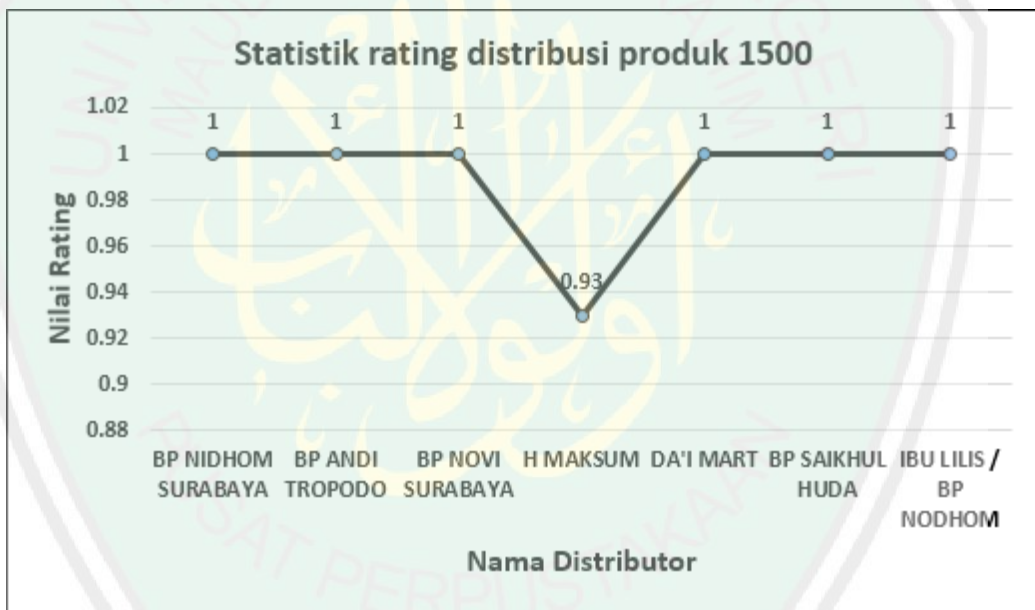 Statistik rating distribusi produk 1500
1.02
1
0.98
0.96
0.94
0.92
0.9
0.88
Nilai Rating
1
1
1
0.93
1
1
1
BP NIDHOM
SURABAYA
BP ANDI
TROPODO
BP NOVI
SURABAYA
H MAKSUM
DA'I MART
BP SAIKHUL
HUDA
IBU LILIS /
BP
NODHOM
Nama Distributor
PUSAT PERPUSTAKAAN